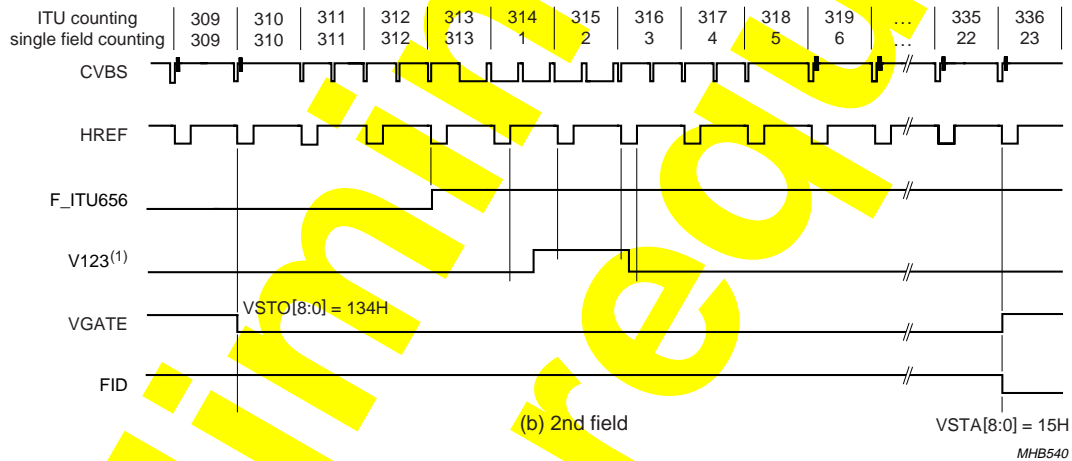 ITU counting 309 310 311 312 313 314 315 316 317 318 319 ... 335 336
single field counting 309 310 311 312 313 1 2 3 4 5 6 ... 22 23
CVBS
HREF
F_ITU656
V123(1)
VSTO[8:0] = 134H
VGATE
FID
(b) 2nd field
VSTA[8:0] = 15H
MHB540